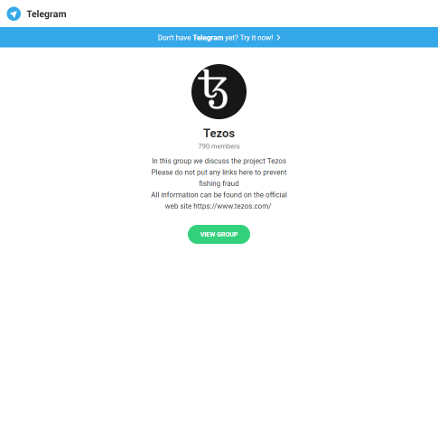 Telegram
Don't have Telegram yet? Try it now!
Tezos
790 members
In this group we discuss the project Tezos
Please do not put any links here to prevent
fishing fraud
All information can be found on the official
web site https://www.tezos.com/
VIEW GROUP